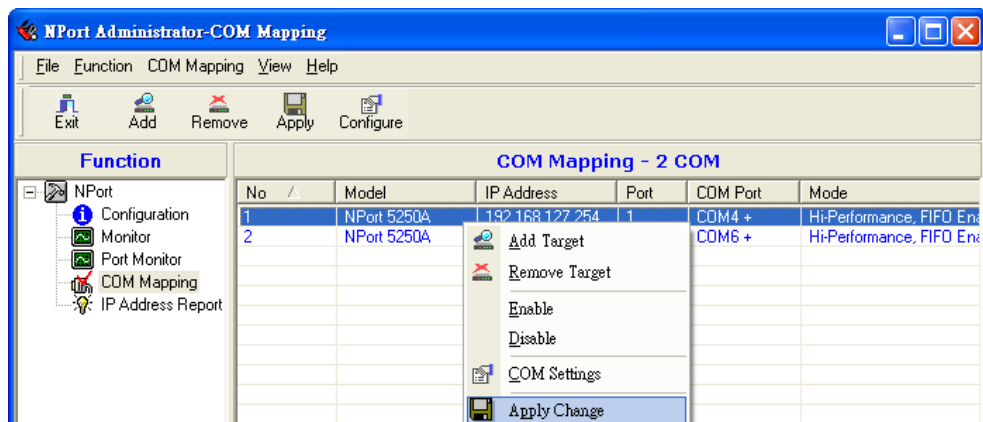 NPort Administrator-COM Mapping
File Function COM Mapping View Help
Exit Add Remove Apply Configure
Function
COM Mapping - 2 COM
NPort
Configuration
Monitor
Port Monitor
COM Mapping
IP Address Report
No Model IP Address Port COM Port Mode
1 NPort 5250A 192.168.127.254 1 COM4 + Hi-Performance, FIFO Ena
2 NPort 5250A COM6 + Hi-Performance, FIFO Ena
Add Target
Remove Target
Enable
Disable
COM Settings
Apply Change